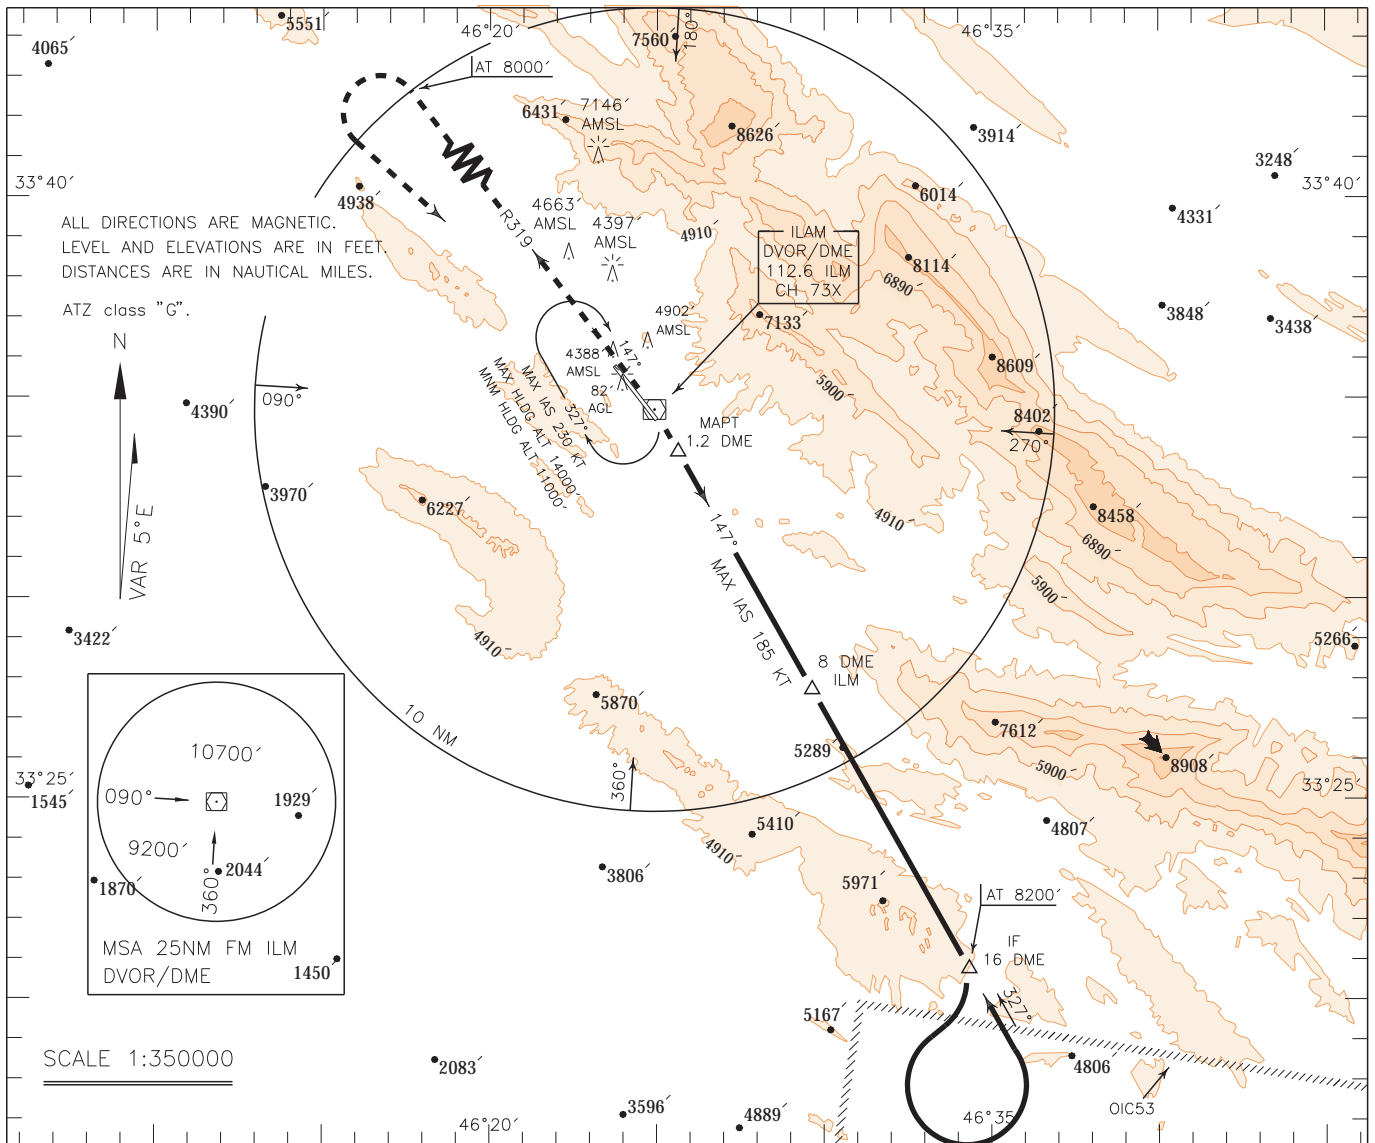 5551´
46°20´
7560´
180°
46°35´
4065´
AT 8000´
6431´
7146´
AMSL
8626´
3914´
3248´
33°40´
33°40´
4938´
6014´
4331´
ALL DIRECTIONS ARE MAGNETIC.
LEVEL AND ELEVATIONS ARE IN FEET.
DISTANCES ARE IN NAUTICAL MILES.
ATZ class "G".
R319
4663´
AMSL
4397´
AMSL
4910
ILAM
DVOR/DME
112.6 ILM
CH 73X
8114´
6890
3848´
3438´
7133´
4902´
AMSL
N
4388´
AMSL
147°
82´
AGL
5900
8609´
090°
4390´
MAX IAS 230 KT
MAX HLDG ALT 14000´
MNM HLDG ALT 11000´
327°
MAPT
1.2 DME
8402´
270°
3970´
6227´
VAR 5°E
147°
MAX IAS 185 KT
4910
8458´
6890
5900
3422´
4910
5266´
8 DME
ILM
5870´
10 NM
5289´
7612´
5900
8908´
33°25´
33°25´
1545´
10700´
090°
1929´
9200´
2044´
360°
1870´
MSA 25NM FM ILM
DVOR/DME
1450´
360°
5410´
4910
4807´
3806´
5971´
AT 8200´
IF
16 DME
327°
5167´
SCALE 1:350000
2083´
4806´
OIC53
3596´
4889´
46°20´
46°35´